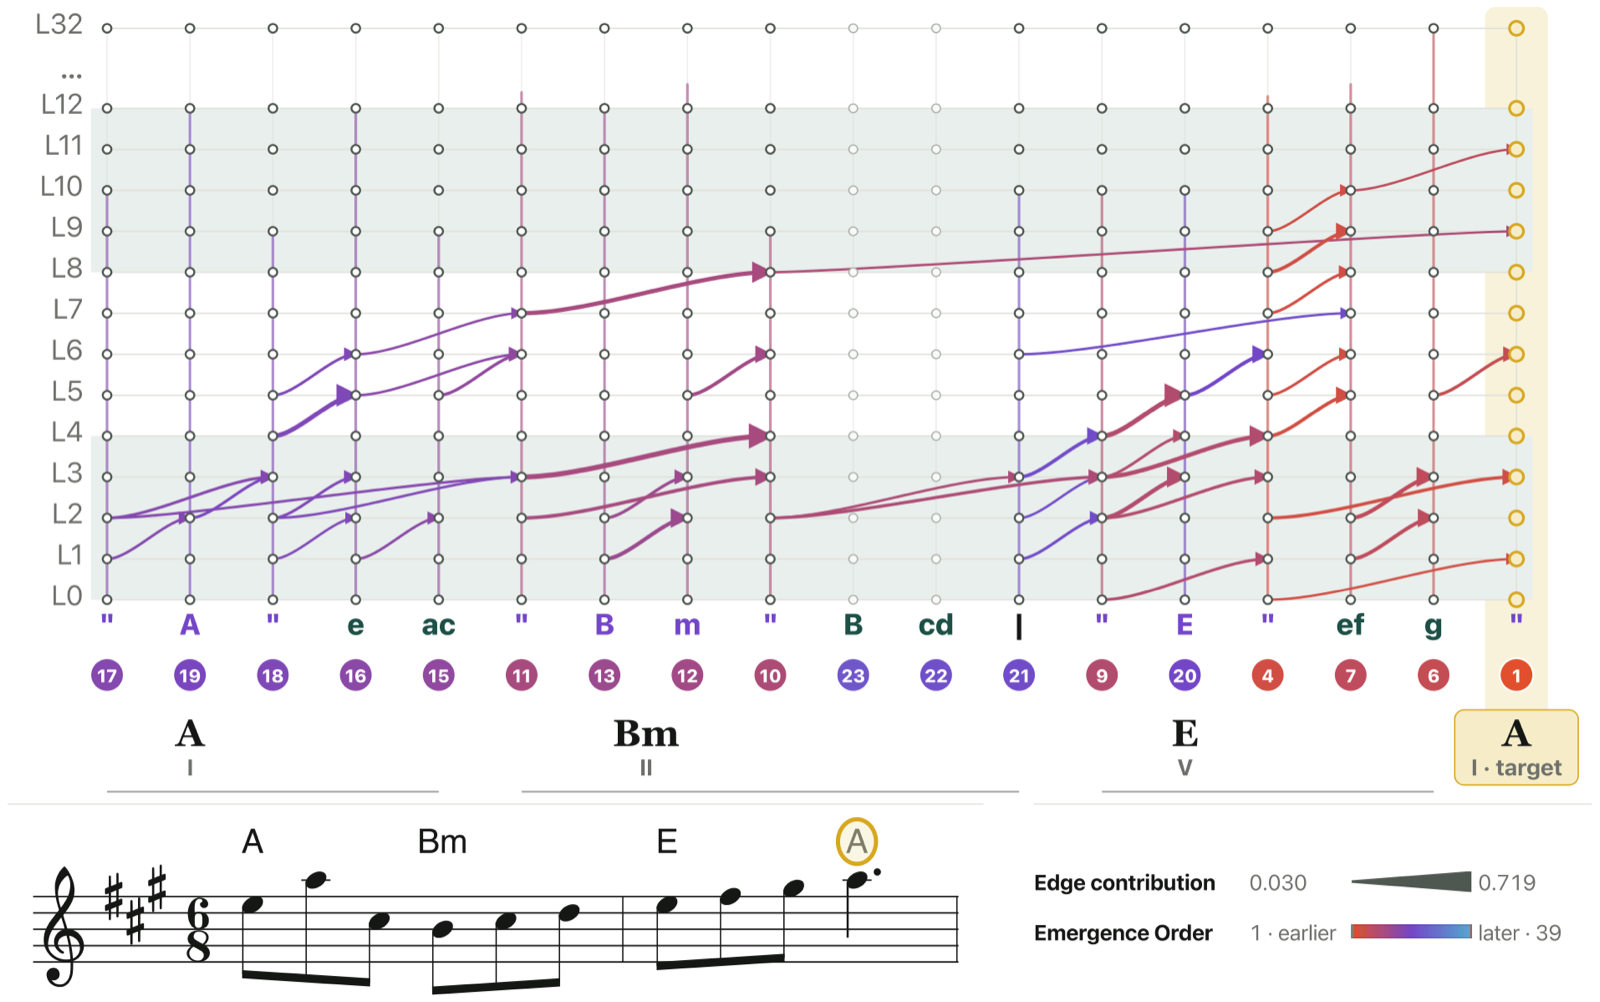 L32
...
L12
L11
L10
L9
L8
L7
L6
L5
L4
L3
L2
L1
L0
" A " e ac " B m " B cd | " E " ef g "
17 19 18 16 15 11 13 12 10 23 22 21 9 20 4 7 6 1
A Bm E A
I II V I · target
A Bm E A
6
8
Edge contribution 0.030 0.719
Emergence Order 1 · earlier later · 39